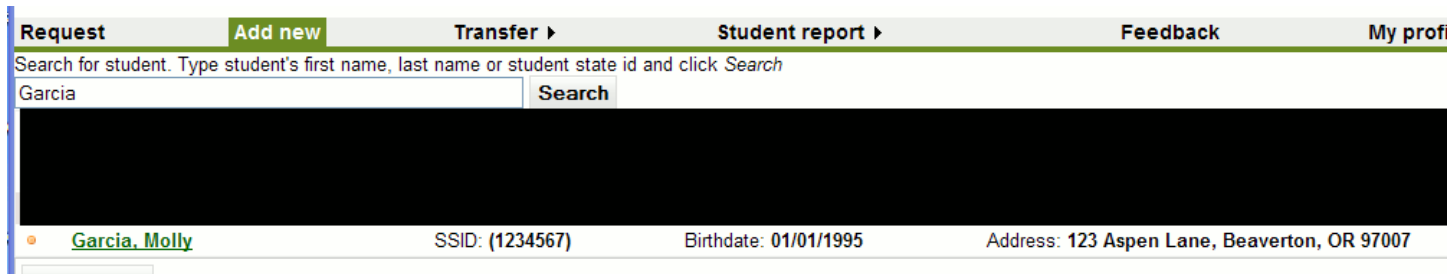 Request Add new Transfer Student report Feedback My profi
Search for student. Type student's first name, last name or student state id and click Search
Garcia Search
Garcia, Molly SSID: (1234567) Birthdate: 01/01/1995 Address: 123 Aspen Lane, Beaverton, OR 97007